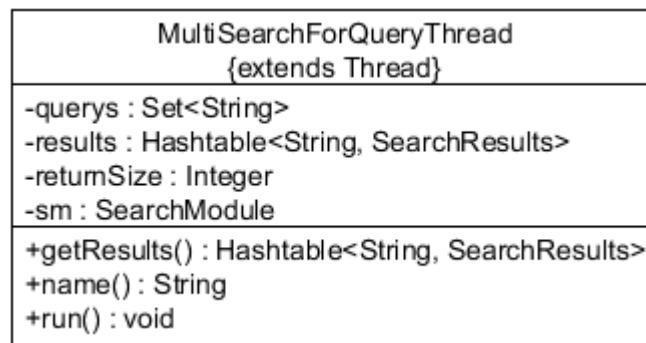 MultiSearchForQueryThread
{extends Thread}
-querys : Set<String>
-results : Hashtable<String, SearchResults>
-returnSize : Integer
-sm : SearchModule
+getResults() : Hashtable<String, SearchResults>
+name() : String
+run() : void